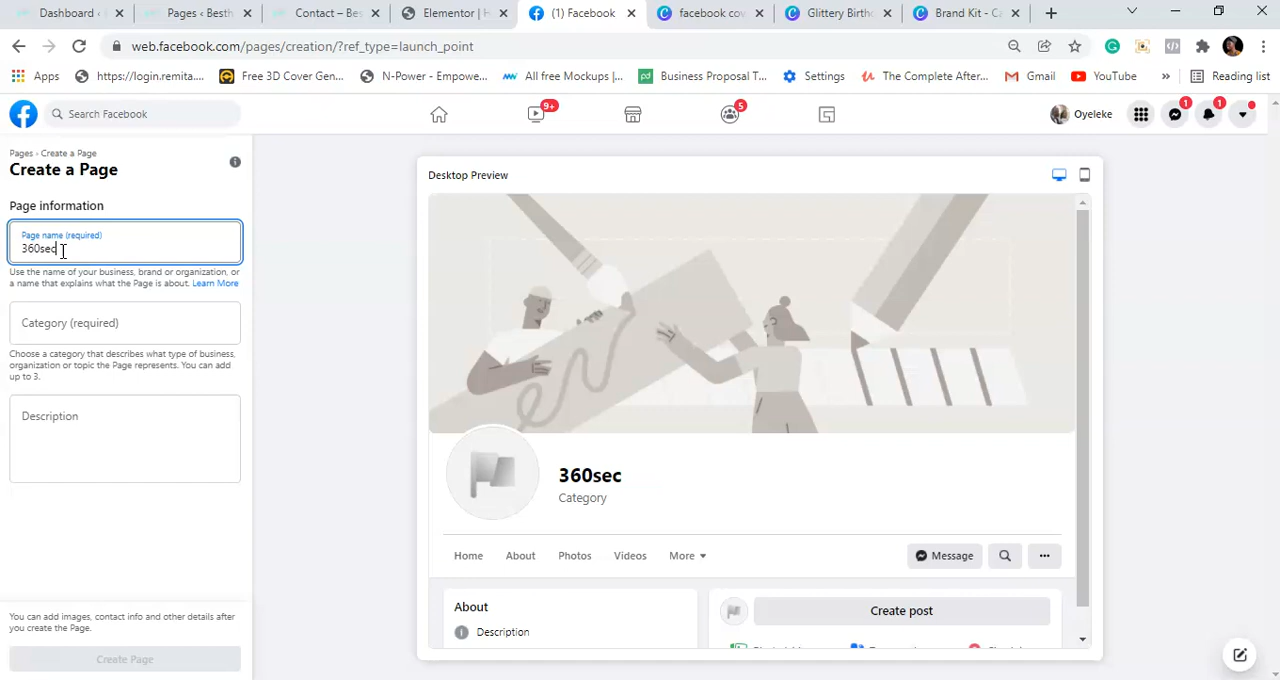 Dashboard ‹
Pages ‹ Besth
Contact – Bes
Elementor | H
(1) Facebook
facebook cov
Glittery Birth
Brand Kit - Ca
web.facebook.com/pages/creation/?ref_type=launch_point
Apps
https://login.remita....
Free 3D Cover Gen...
N-Power - Empowe...
All free Mockups |...
Business Proposal T...
Settings
The Complete After...
Gmail
YouTube
»
Reading list
Search Facebook
9+
5
Oyeleke
1
1
Pages › Create a Page
Create a Page
Page information
Page name (required)
360sec
Use the name of your business, brand or organization, or
a name that explains what the Page is about. Learn More
Category (required)
Choose a category that describes what type of business,
organization or topic the Page represents. You can add
up to 3.
Description
You can add images, contact info and other details after
you create the Page.
Create Page
Desktop Preview
360sec
Category
Home
About
Photos
Videos
More
Message
About
Description
Create post